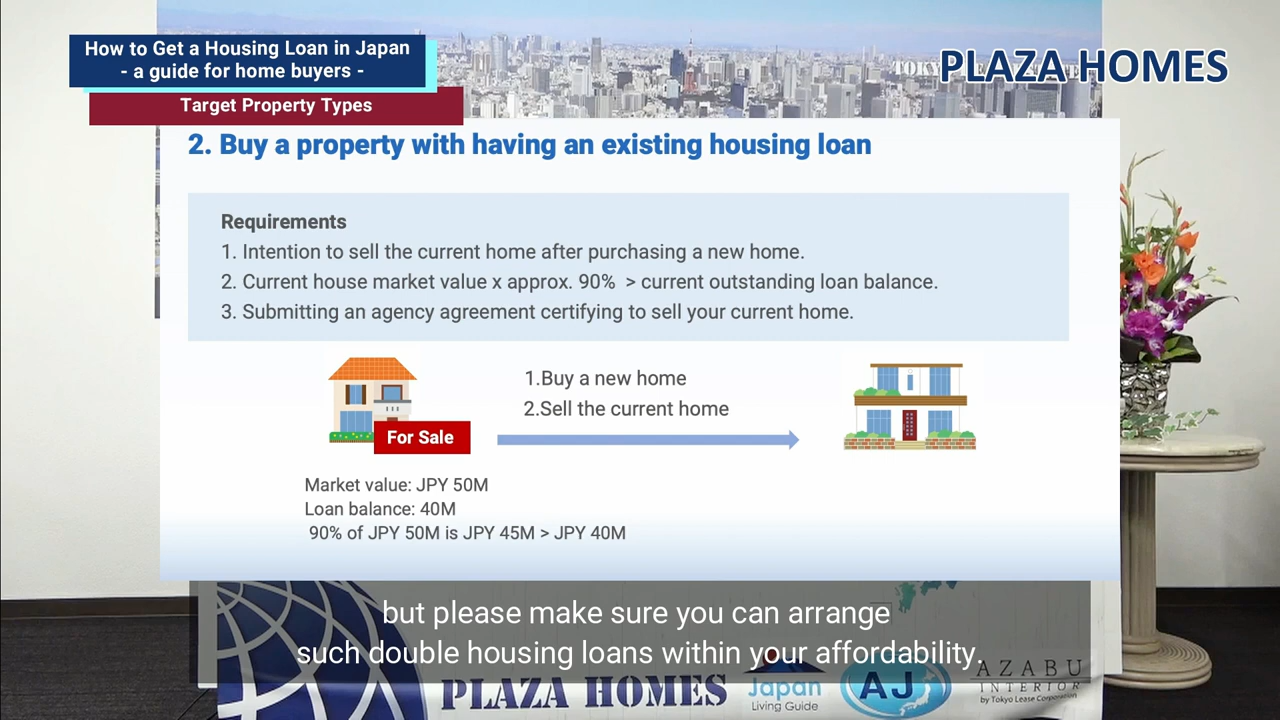 How to Get a Housing Loan in Japan
- a guide for home buyers -
Target Property Types
PLAZA HOMES
TOKY
2. Buy a property with having an existing housing loan
Requirements
1. Intention to sell the current home after purchasing a new home.
2. Current house market value x approx. 90% > current outstanding loan balance.
3. Submitting an agency agreement certifying to sell your current home.
1.Buy a new home
2.Sell the current home
For Sale
Market value: JPY 50M
Loan balance: 40M
90% of JPY 50M is JPY 45M > JPY 40M
but please make sure you can arrange
such double housing loans within your affordability.
PLAZA HOMES
Japan
Living Guide
AJ
AZABU
INTERIOR
by Tokyo Lease Corporation